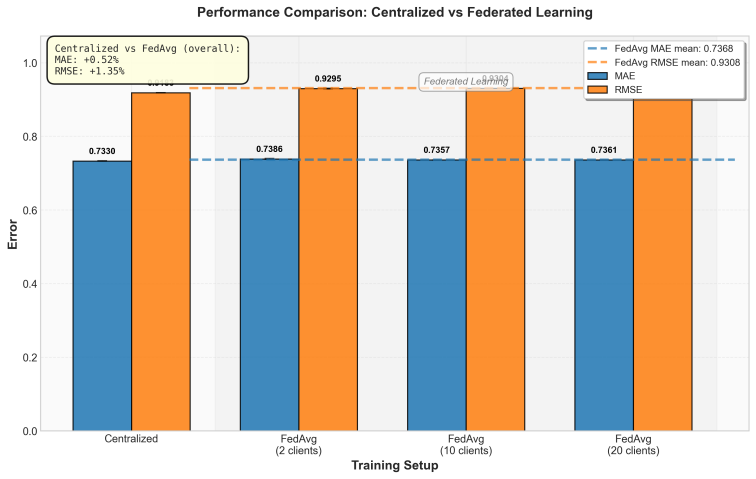 Performance Comparison: Centralized vs Federated Learning
Centralized vs FedAvg (overall):
MAE: +0.52%
RMSE: +1.35%
FedAvg MAE mean: 0.7368
FedAvg RMSE mean: 0.9308
MAE
RMSE
Federated Learning
0.9295
0.7330
0.7386
0.7357
0.7361
1.0
0.8
0.6
0.4
0.2
0.0
Error
Centralized
FedAvg
(2 clients)
FedAvg
(10 clients)
FedAvg
(20 clients)
Training Setup